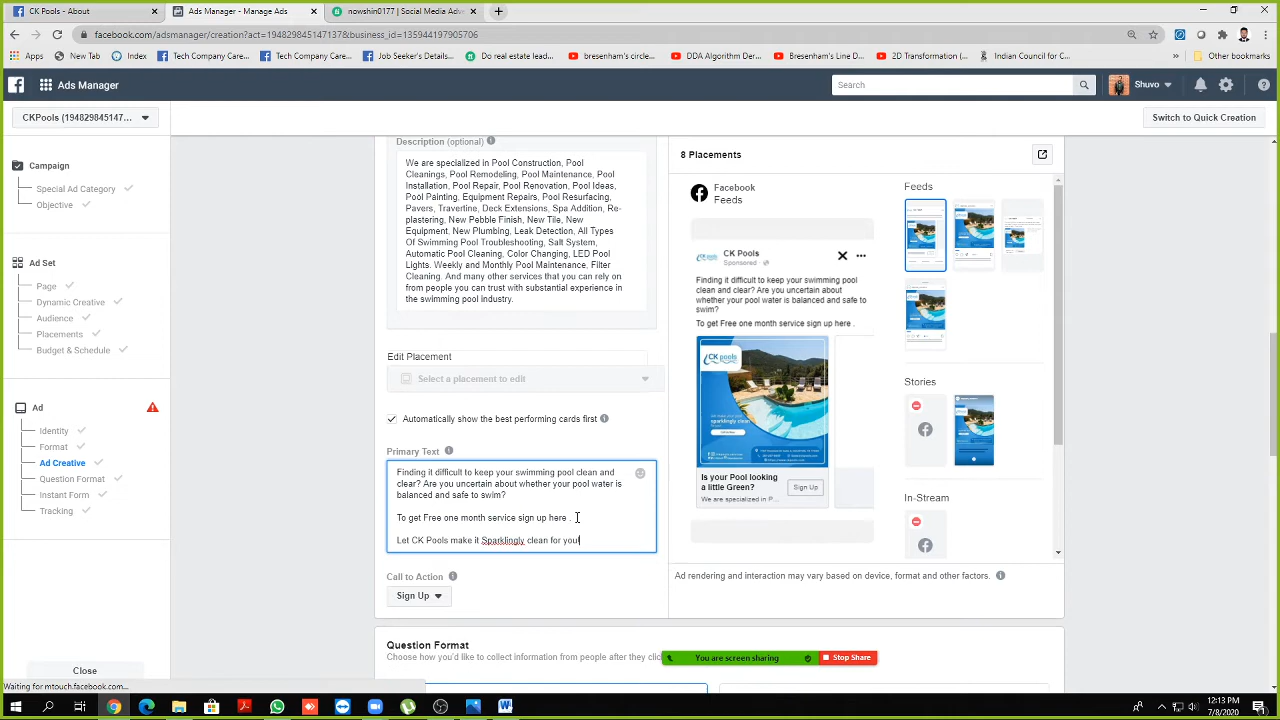 CK Pools - About
Ads Manager - Manage Ads
nowshin0177 | Social Media Adv
facebook.com/adsmanager/creation?act=194829845147137&business_id=135944197905706
Apps
New Tab
Index
Tech Company Care...
Tech Company Care...
Job Seeker's Detail...
Do real estate lead...
bresenham's circle...
DDA Algorithm Der...
Bresenham's Line D...
2D Transformation (...
Indian Council for C...
Other bookmarks
Ads Manager
Search
Shuvo
CKPools (194829845147...
Switch to Quick Creation
Campaign
Special Ad Category
Objective
Ad Set
Page
Dynamic Creative
Audience
Placements
Budget & Schedule
Ad
Identity
Format
Ad Creative
Question Format
Instant Form
Tracking
Close
Waiting for mtouch.facebook.com...
Description (optional)
We are specialized in Pool Construction, Pool
Cleanings, Pool Remodeling, Pool Maintenance, Pool
Installation, Pool Repair, Pool Renovation, Pool Ideas,
Pool Painting, Equipment Repairs, Pool Resurfacing,
Pavers, Travertine, Deck Extensions, Spa Addition, Re-
plastering, New Pebble Finish, New Tile, New
Equipment, New Plumbing, Leak Detection, All Types
Of Swimming Pool Troubleshooting, Salt System,
Automatic Pool Cleaning, Color Changing, LED Pool
Lights. Weekly and Monthly Pool Maintenance, Filter
Cleaning. And many other services that you can rely on
from people you can trust with substantial experience in
the swimming pool industry.
Edit Placement
Select a placement to edit
Automatically show the best performing cards first
Primary Text
Finding it difficult to keep your swimming pool clean and
clear? Are you uncertain about whether your pool water is
balanced and safe to swim?
To get Free one month service sign up here .
Let CK Pools make it Sparklingly clean for you!
Call to Action
Sign Up
Question Format
Choose how you'd like to collect information from people after they clic
You are screen sharing
Stop Share
8 Placements
Facebook
Feeds
CK Pools
Sponsored ·
Finding it difficult to keep your swimming pool
clean and clear? Are you uncertain about
whether your pool water is balanced and safe to
swim?
To get Free one month service sign up here .
CK pools
sparklingly clean
Is your Pool looking
a little Green?
We are specialized in P...
Sign Up
Feeds
Stories
In-Stream
Ad rendering and interaction may vary based on device, format and other factors.
12:13 PM
7/8/2020